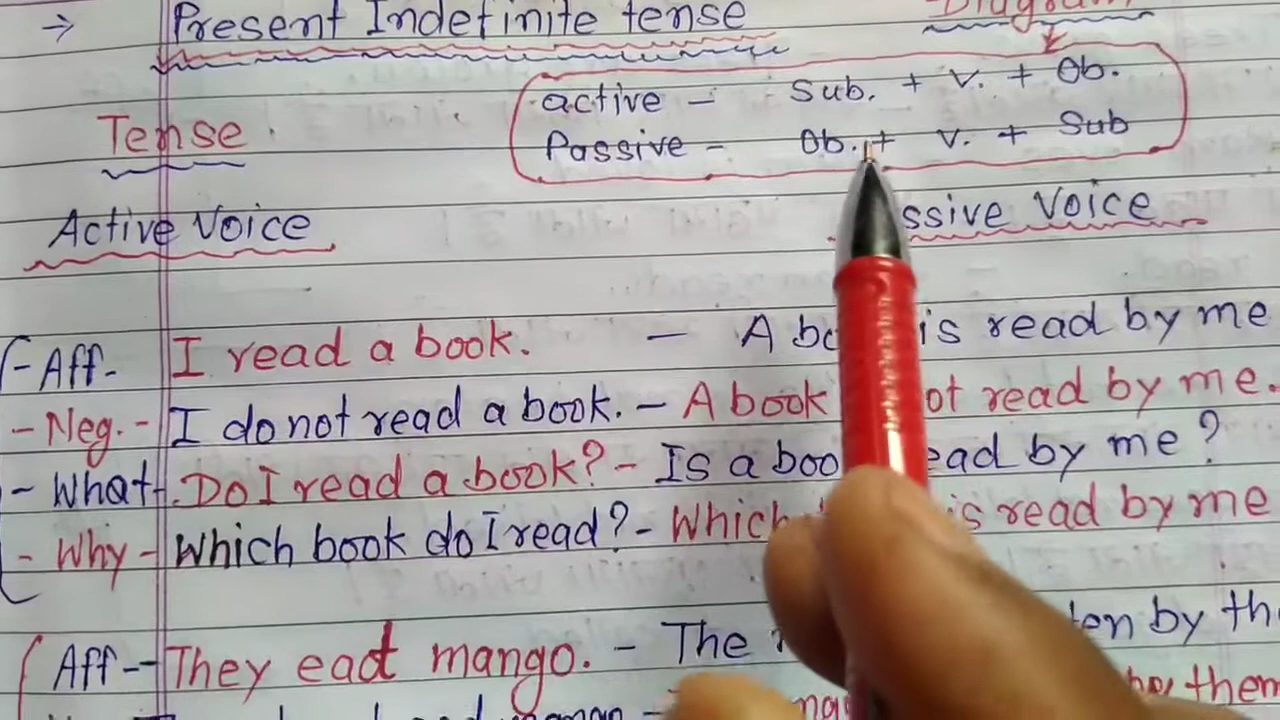 → Present Indefinite tense
Diagram
active – Sub. + V. + Ob.
Tense
Passive – Ob. + V. + Sub
Active Voice
ssive Voice
- Aff- I read a book. – A bo is read by me
- Neg. - I do not read a book. – A book ot read by me.
- What - Do I read a book? - Is a boo ead by me?
- Why - Which book do I read? - Which is read by me
Aff - They eat mango. - The ten by th
them